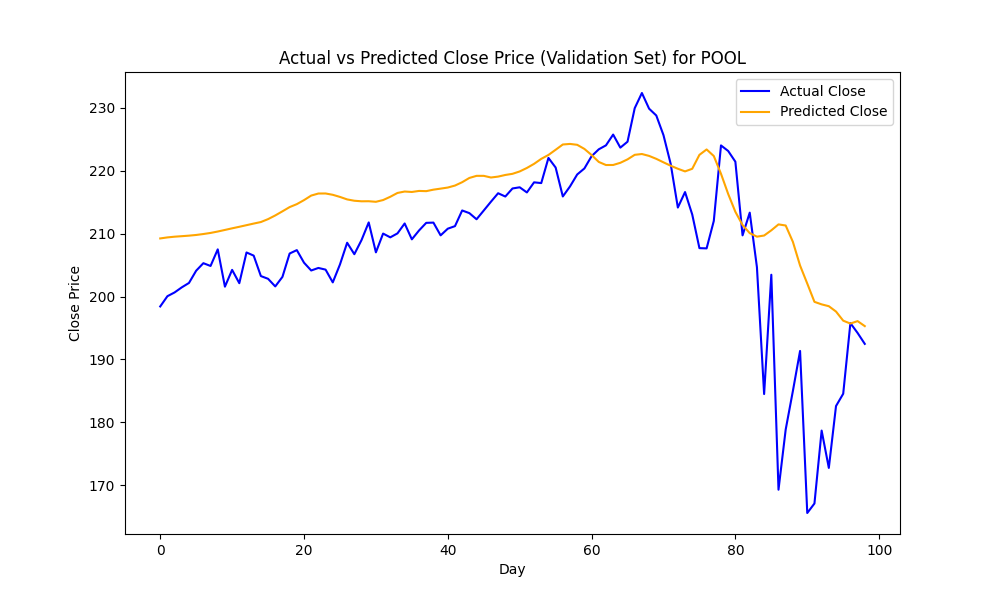 Actual vs Predicted Close Price (Validation Set) for POOL
Actual Close
Predicted Close
Close Price
230
220
210
200
190
180
170
0 20 40 60 80 100
Day